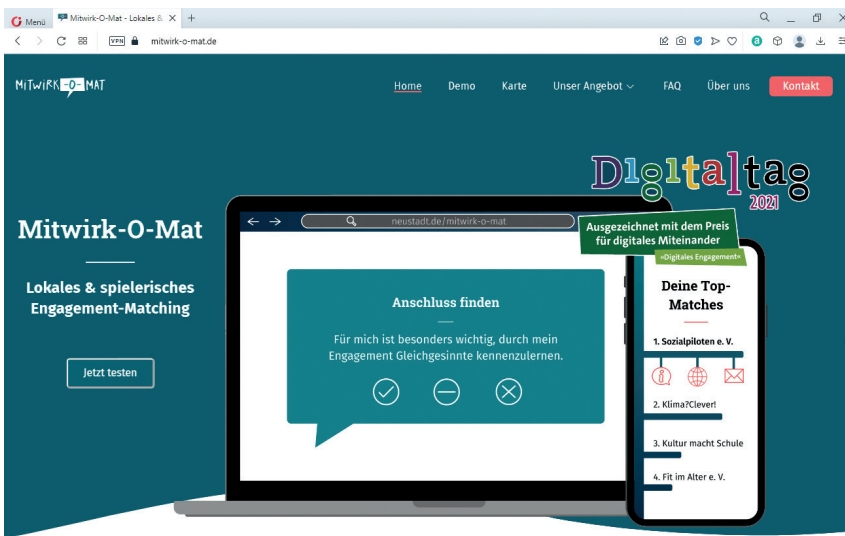 Menü
Mitwirk-O-Mat - Lokales &
VPN
mitwirk-o-mat.de
MiTWiRK -O- MAT
Home
Demo
Karte
Unser Angebot
FAQ
Über uns
Kontakt
Digitaltag
2021
Ausgezeichnet mit dem Preis
für digitales Miteinander
»Digitales Engagement«
Mitwirk-O-Mat
Lokales & spielerisches
Engagement-Matching
Jetzt testen
neustadt.de/mitwirk-o-mat
Anschluss finden
Für mich ist besonders wichtig, durch mein
Engagement Gleichgesinnte kennenzulernen.
Deine Top-
Matches
1. Sozialpiloten e. V.
2. Klima?Clever!
3. Kultur macht Schule
4. Fit im Alter e. V.